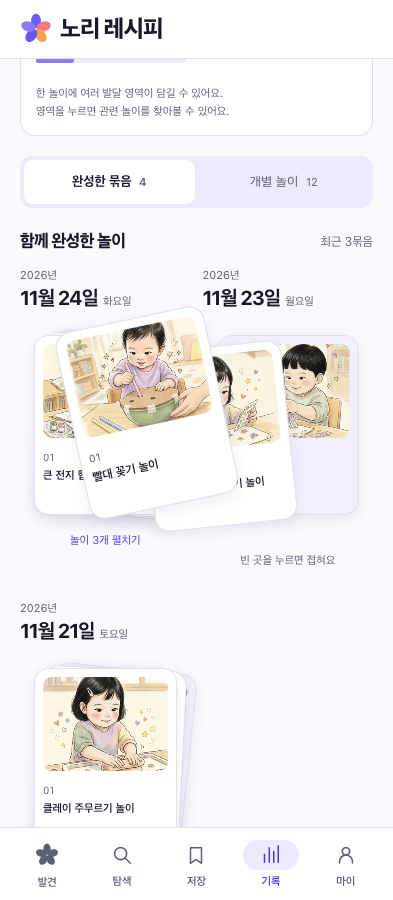 노리 레시피
한 놀이에 여러 발달 영역이 담길 수 있어요.
영역을 누르면 관련 놀이를 찾아볼 수 있어요.
완성한 묶음 4
개별 놀이 12
함께 완성한 놀이
최근 3묶음
2026년
11월 24일 화요일
2026년
11월 23일 월요일
01
큰 전지
01
빨대 꽂기 놀이
놀이
놀이 3개 펼치기
빈 곳을 누르면 접혀요
2026년
11월 21일 토요일
01
클레이 주무르기 놀이
발견
탐색
저장
기록
마이